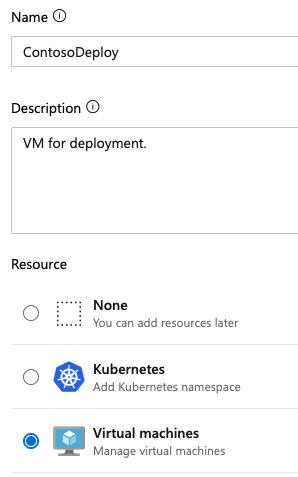 Name
ContosoDeploy
Description
VM for deployment.
Resource
None
You can add resources later
Kubernetes
Add Kubernetes namespace
Virtual machines
Manage virtual machines